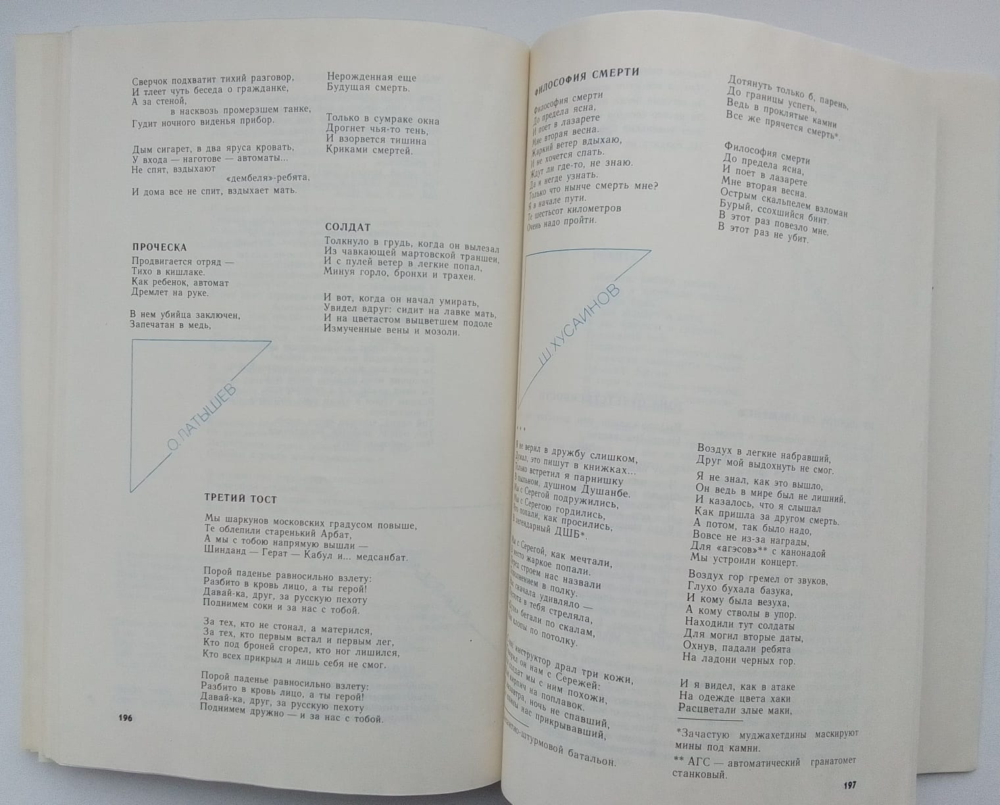 Сверчок подхватит тихий разговор,
И тлеет чуть беседа о гражданке,
А за стеной,
в насквозь промерзшем танке,
Гудит ночного виденья прибор.
Дым сигарет, в два яруса кровать,
У входа — наготове — автоматы...
Не спят, вздыхают
«дембеля»-ребята,
И дома все не спит, вздыхает мать.
ПРОЧЕСКА
Продвигается отряд —
Тихо в кишлаке.
Как ребенок, автомат
Дремлет на руке.
В нем убийца заключен,
Запечатан в медь,
Нерожденная еще
Будущая смерть.
Только в сумраке окна
Дрогнет чья-то тень,
И взорвется тишина
Криками смертей.
СОЛДАТ
Толкнуло в грудь, когда он вылезал
Из чавкающей мартовской траншеи,
И с пулей ветер в легкие попал,
Минуя горло, бронхи и трахеи.
И вот, когда он начал умирать,
Увидел вдруг: сидит на лавке мать,
И на цветастом выцветшем подоле
Измученные вены и мозоли.
О. ЛАТЫШЕВ
ТРЕТИЙ ТОСТ
Мы шаркунов московских градусом повыше,
Те облепили старенький Арбат,
А мы с тобою напрямую вышли —
Шинданд — Герат — Кабул и... медсанбат.
Порой паденье равносильно взлету:
Разбито в кровь лицо, а ты герой!
Давай-ка, друг, за русскую пехоту
Поднимем соки и за нас с тобой.
За тех, кто не стонал, а матерился,
За тех, кто первым встал и первым лег,
Кто под броней сгорел, кто ног лишился,
Кто всех прикрыл и лишь себя не смог.
Порой паденье равносильно взлету:
Разбито в кровь лицо, а ты герой!
Давай-ка, друг, за русскую пехоту
Поднимем дружно — и за нас с тобой.
196
ФИЛОСОФИЯ СМЕРТИ
Философия смерти
До предела ясна,
И поет в лазарете
Мне вторая весна.
Жаркий ветер вдыхаю,
И не хочется спать.
Ждут ли где-то, не знаю.
Да и негде узнать.
Только что нынче смерть мне?
Я в начале пути.
Те шестьсот километров
Очень надо пройти.
Дотянуть только б, парень,
До границы успеть,
Ведь в проклятые камни
Все же прячется смерть*.
Философия смерти
До предела ясна,
И поет в лазарете
Мне вторая весна.
Острым скальпелем взломан
Бурый, ссохшийся бинт.
В этот раз повезло мне.
В этот раз не убит.
Ш. ХУСАИНОВ
* * *
Я не верил в дружбу слишком,
Думал, это пишут в книжках...
Только встретил я парнишку
В пыльном, душном Душанбе.
Мы с Серегой подружились,
Мы с Серегою гордились,
Что попали, как просились,
В легендарный ДШБ*.
Мы с Серегой, как мечтали,
В место жаркое попали.
Перед строем нас назвали
Пополнением в полку.
Нас сначала удивляло —
в тебя стреляла,
бегали по скалам,
клопы по потолку.
инструктор драл три кожи,
он нам с Сережей:
солдат мы с ним похожи,
кирпич на поплавок.
назавтра, ночь не спавший,
спины нас прикрывавший,
Воздух в легкие набравший,
Друг мой выдохнуть не смог.
Я не знал, как это вышло,
Он ведь в мире был не лишний,
И казалось, что я слышал
Как пришла за другом смерть.
А потом, так было надо,
Вовсе не из-за награды,
Для «агэсов»** с канонадой
Мы устроили концерт.
Воздух гор гремел от звуков,
Глухо бухала базука,
И кому была везуха,
А кому стволы в упор.
Находили тут солдаты
Для могил вторые даты,
Охнув, падали ребята
На ладони черных гор.
И я видел, как в атаке
На одежде цвета хаки
Расцветали злые маки,
-штурмовой батальон.
*Зачастую муджахетдины маскируют
мины под камни.
** АГС — автоматический гранатомет
станковый.
197